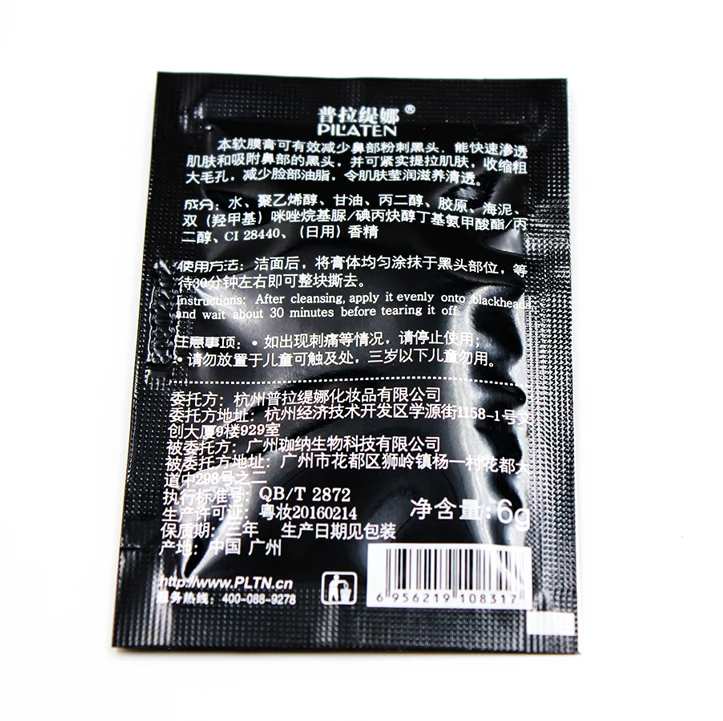 普拉缇娜®
PILATEN
本软膜膏可有效减少鼻部粉刺黑头，能快速渗透
肌肤和吸附鼻部的黑头，并可紧实提拉肌肤，收缩粗
大毛孔，减少脸部油脂，令肌肤莹润滋养清透。
成分：水、聚乙烯醇、甘油、丙二醇、胶原、海泥、
双（羟甲基）咪唑烷基脲/碘丙炔醇丁基氨甲酸酯/丙
二醇、CI 28440、（日用）香精
使用方法：洁面后，将膏体均匀涂抹于黑头部位，等
待30分钟左右即可整块撕去。
Instructions: After cleansing, apply it evenly onto blackheads
and wait about 30 minutes before tearing it off.
注意事项：•如出现刺痛等情况，请停止使用；
•请勿放置于儿童可触及处，三岁以下儿童勿用。
委托方：杭州普拉缇娜化妆品有限公司
委托方地址：杭州经济技术开发区学源街1158-1号文
创大厦9楼929室
被委托方：广州珈纳生物科技有限公司
被委托方地址：广州市花都区狮岭镇杨一村花都大
道中298号之二
执行标准号：QB/T 2872
生产许可证：粤妆20160214
净含量：6g
保质期：三年 生产日期见包装
产地：中国 广州
http://www.PLTN.cn
服务热线：400-088-9278
6 956219 108317